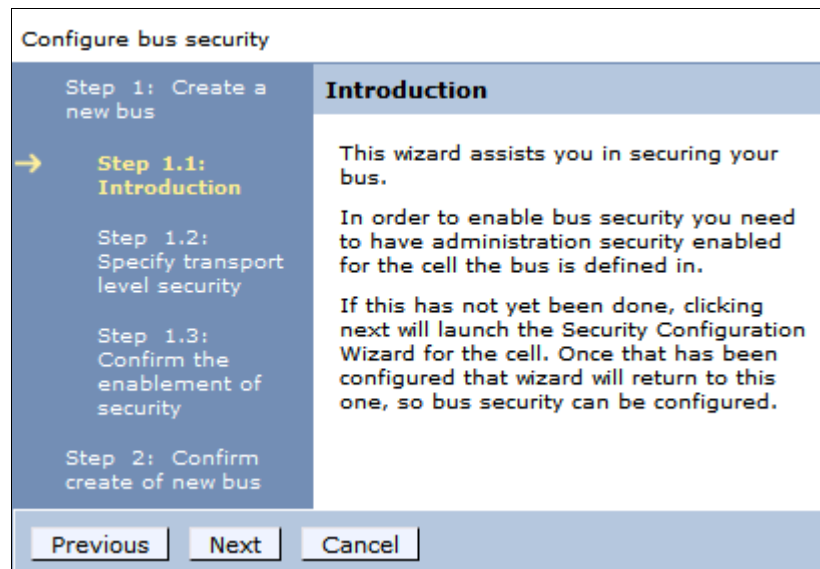 Configure bus security
Step 1: Create a
new bus
→ Step 1.1:
Introduction
Step 1.2:
Specify transport
level security
Step 1.3:
Confirm the
enablement of
security
Step 2: Confirm
create of new bus
Introduction
This wizard assists you in securing your
bus.
In order to enable bus security you need
to have administration security enabled
for the cell the bus is defined in.
If this has not yet been done, clicking
next will launch the Security Configuration
Wizard for the cell. Once that has been
configured that wizard will return to this
one, so bus security can be configured.
Previous Next Cancel